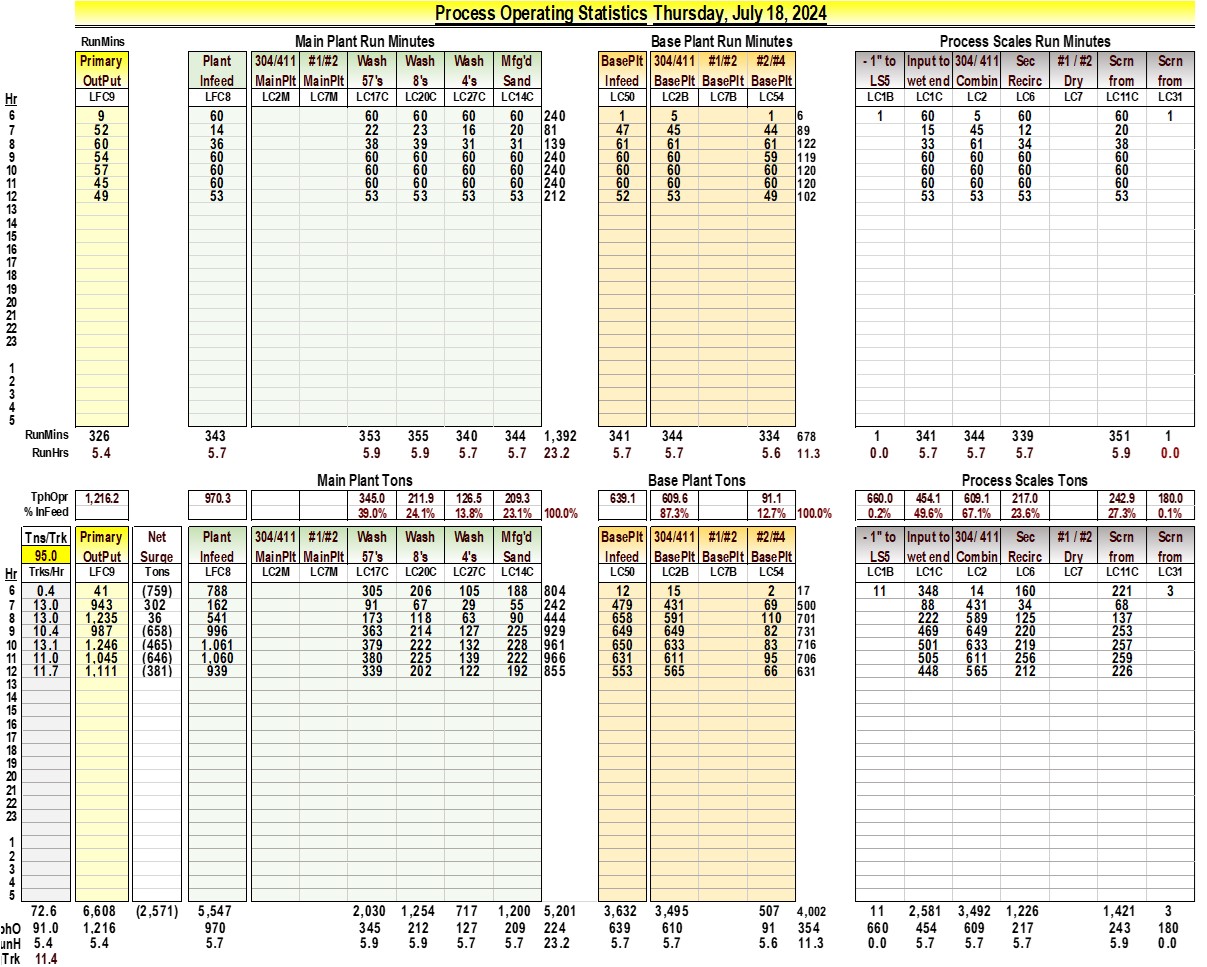 Process Operating Statistics Thursday, July 18, 2024
RunMins Main Plant Run Minutes Base Plant Run Minutes Process Scales Run Minutes
Primary Plant 304/411 #1/#2 Wash Wash Wash Mfg'd BasePlt 304/411 #1/#2 #2/#4 - 1" to Input to 304/ 411 Sec #1 / #2 Scrn Scrn
OutPut Infeed MainPlt MainPlt 57's 8's 4's Sand Infeed BasePlt BasePlt BasePlt LS5 wet end Combin Recirc Dry from from
Hr LFC9 LFC8 LC2M LC7M LC17C LC20C LC27C LC14C LC50 LC2B LC7B LC54 LC1B LC1C LC2 LC6 LC7 LC11C LC31
6 9 60 60 60 60 60 240 1 5 1 6 1 60 5 60 60 1
7 52 14 22 23 16 20 81 47 45 44 89 15 45 12 20
8 60 36 38 39 31 31 139 61 61 61 122 33 61 34 38
9 54 60 60 60 60 60 240 60 60 59 119 60 60 60 60
10 57 60 60 60 60 60 240 60 60 60 120 60 60 60 60
11 45 60 60 60 60 60 240 60 60 60 120 60 60 60 60
12 49 53 53 53 53 53 212 52 53 49 102 53 53 53 53
13
14
15
16
17
18
19
20
21
22
23
1
2
3
4
5
RunMins 326 343 353 355 340 344 1,392 341 344 334 678 1 341 344 339 351 1
RunHrs 5.4 5.7 5.9 5.9 5.7 5.7 23.2 5.7 5.7 5.6 11.3 0.0 5.7 5.7 5.7 5.9 0.0
Main Plant Tons Base Plant Tons Process Scales Tons
TphOpr 1,216.2 970.3 345.0 211.9 126.5 209.3 639.1 609.6 91.1 660.0 454.1 609.1 217.0 242.9 180.0
% InFeed 39.0% 24.1% 13.8% 23.1% 100.0% 87.3% 12.7% 100.0% 0.2% 49.6% 67.1% 23.6% 27.3% 0.1%
Tns/Trk Primary Net Plant 304/411 #1/#2 Wash Wash Wash Mfg'd BasePlt 304/411 #1/#2 #2/#4 - 1" to Input to 304/ 411 Sec #1 / #2 Scrn Scrn
95.0 OutPut Surge Infeed MainPlt MainPlt 57's 8's 4's Sand Infeed BasePlt BasePlt BasePlt LS5 wet end Combin Recirc Dry from from
Hr Trks/Hr LFC9 Tons LFC8 LC2M LC7M LC17C LC20C LC27C LC14C LC50 LC2B LC7B LC54 LC1B LC1C LC2 LC6 LC7 LC11C LC31
6 0.4 41 (759) 788 305 206 105 188 804 12 15 2 17 11 348 14 160 221 3
7 13.0 943 302 162 91 67 29 55 242 479 431 69 500 88 431 34 68
8 13.0 1,235 36 541 173 118 63 90 444 658 591 110 701 222 589 125 137
9 10.4 987 (658) 996 363 214 127 225 929 649 649 82 731 469 649 220 253
10 13.1 1,246 (465) 1,061 379 222 132 228 961 650 633 83 716 501 633 219 257
11 11.0 1,045 (646) 1,060 380 225 139 222 966 631 611 95 706 505 611 256 259
12 11.7 1,111 (381) 939 339 202 122 192 855 553 565 66 631 448 565 212 226
13
14
15
16
17
18
19
20
21
22
23
1
2
3
4
5
72.6 6,608 (2,571) 5,547 2,030 1,254 717 1,200 5,201 3,632 3,495 507 4,002 11 2,581 3,492 1,226 1,421 3
phO 91.0 1,216 970 345 212 127 209 224 639 610 91 354 660 454 609 217 243 180
unH 5.4 5.4 5.7 5.9 5.9 5.7 5.7 23.2 5.7 5.7 5.6 11.3 0.0 5.7 5.7 5.7 5.9 0.0
Trk 11.4